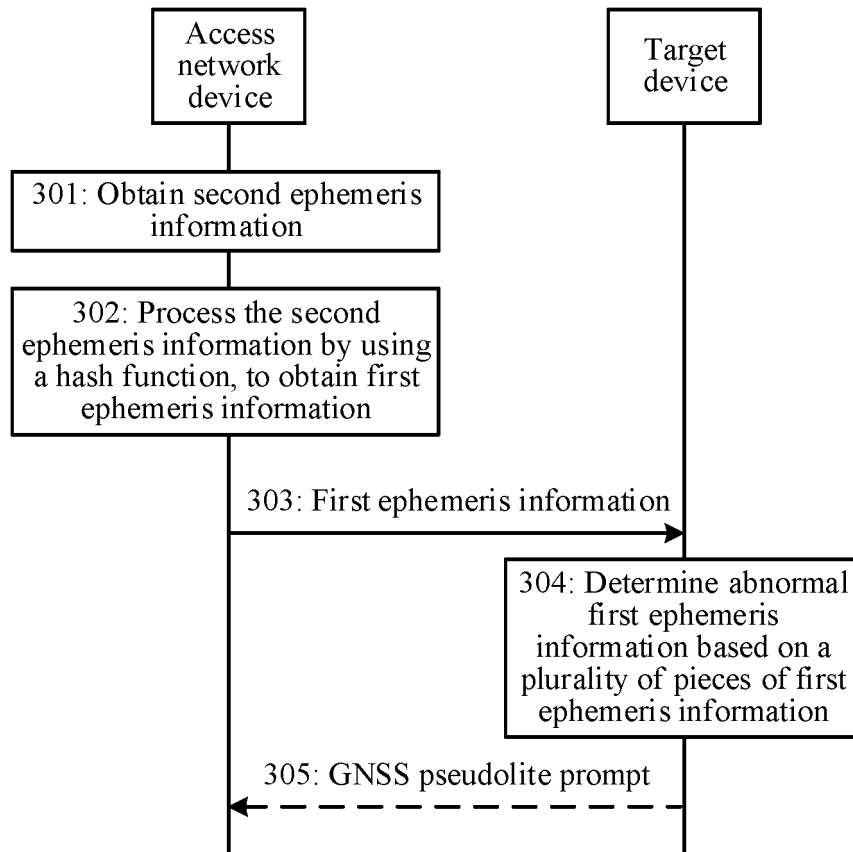 Access
network
device
Target
device
301: Obtain second ephemeris
information
302: Process the second
ephemeris information by using
a hash function, to obtain first
ephemeris information
303: First ephemeris information
304: Determine abnormal
first ephemeris
information based on a
plurality of pieces of first
ephemeris information
305: GNSS pseudolite prompt